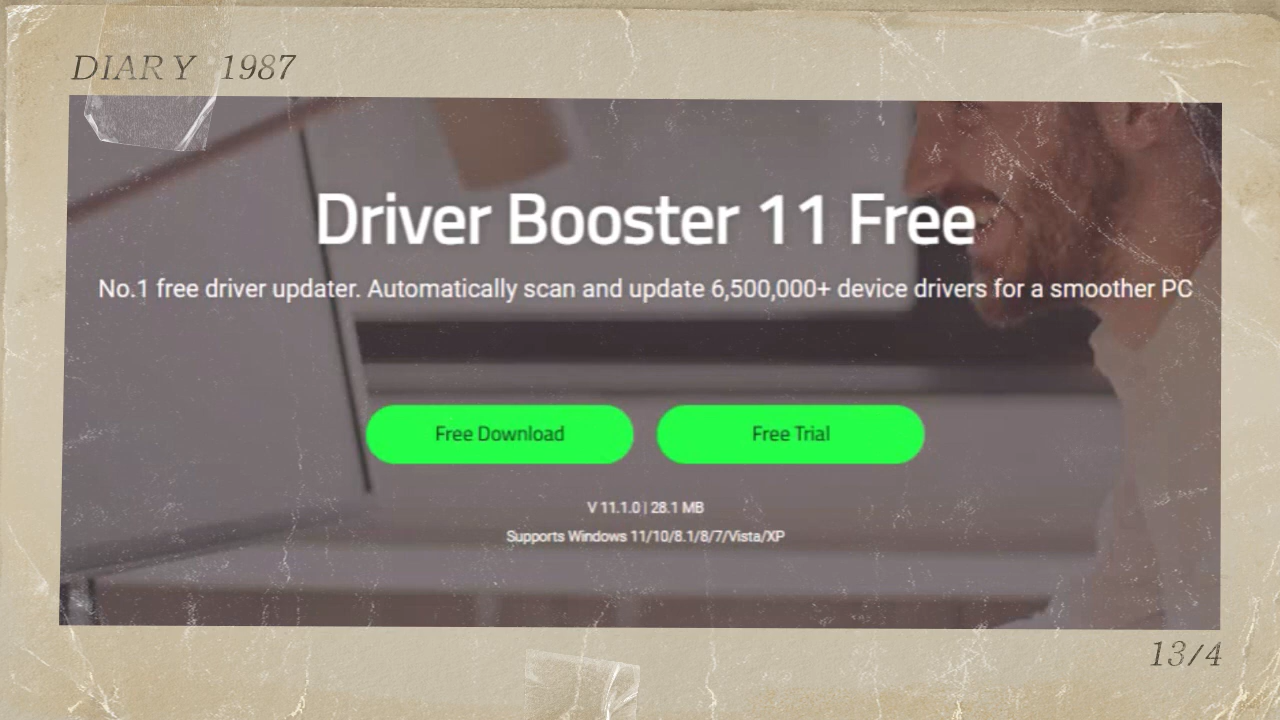 DIARY 1987
Driver Booster 11 Free
No.1 free driver updater. Automatically scan and update 6,500,000+ device drivers for a smoother PC
Free Download
Free Trial
V 11.1.0 | 28.1 MB
Supports Windows 11/10/8.1/8/7/Vista/XP
13/4